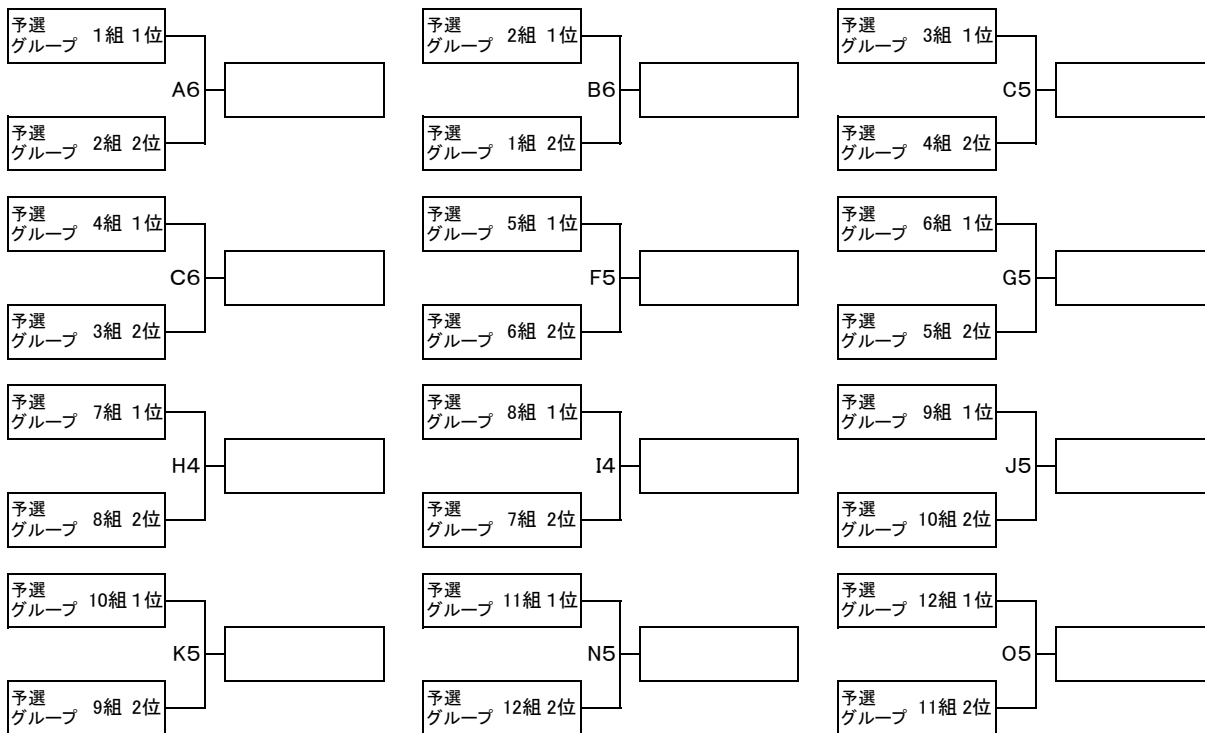 予選
グループ 1組 1位
A6
予選
グループ 2組 2位
予選
グループ 2組 1位
B6
予選
グループ 1組 2位
予選
グループ 3組 1位
C5
予選
グループ 4組 2位
予選
グループ 4組 1位
C6
予選
グループ 3組 2位
予選
グループ 5組 1位
F5
予選
グループ 6組 2位
予選
グループ 6組 1位
G5
予選
グループ 5組 2位
予選
グループ 7組 1位
H4
予選
グループ 8組 2位
予選
グループ 8組 1位
I4
予選
グループ 7組 2位
予選
グループ 9組 1位
J5
予選
グループ 10組 2位
予選
グループ 10組 1位
K5
予選
グループ 9組 2位
予選
グループ 11組 1位
N5
予選
グループ 12組 2位
予選
グループ 12組 1位
O5
予選
グループ 11組 2位